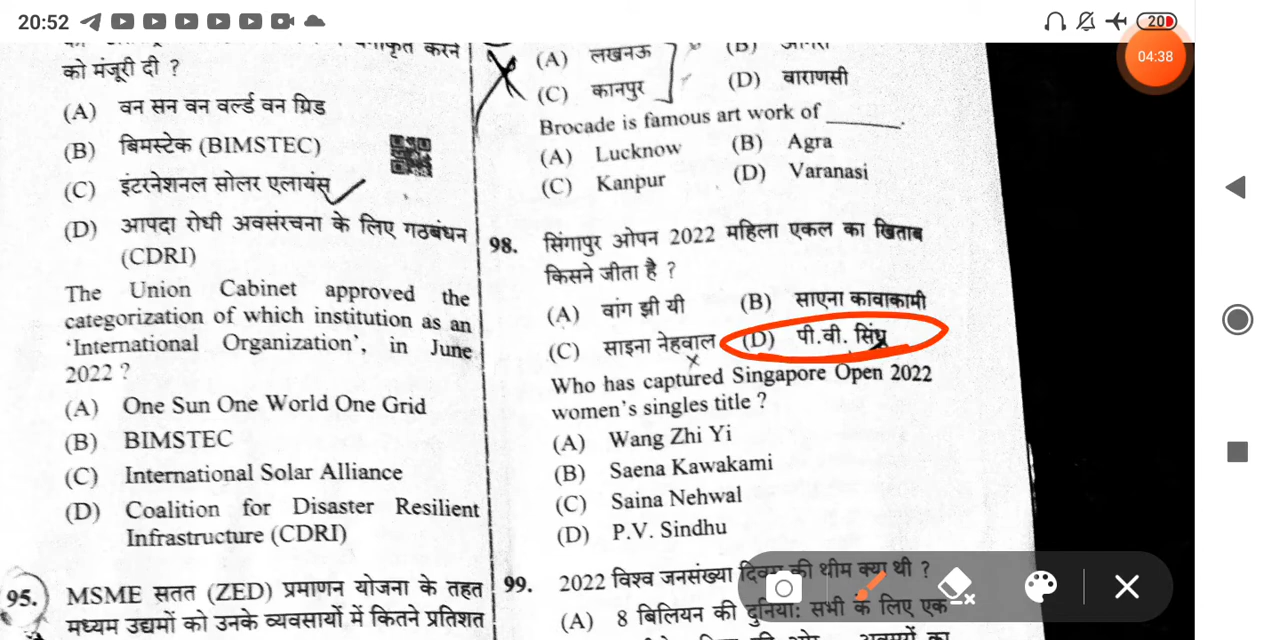 20:52
20
04:38
करने
को मंजूरी दी ?
(A) वन सन वन वर्ल्ड वन ग्रिड
(B) बिमस्टेक (BIMSTEC)
(C) इंटरनेशनल सोलर एलायंस
(D) आपदा रोधी अवसंरचना के लिए गठबंधन
(CDRI)
The Union Cabinet approved the
categorization of which institution as an
‘International Organization’, in June
2022 ?
(A) One Sun One World One Grid
(B) BIMSTEC
(C) International Solar Alliance
(D) Coalition for Disaster Resilient
Infrastructure (CDRI)
95. MSME सतत (ZED) प्रमाणन योजना के तहत
मध्यम उद्यमों को उनके व्यवसायों में कितने प्रतिशत
(A) लखनऊ (B)
(C) कानपुर (D) वाराणसी
Brocade is famous art work of ______.
(A) Lucknow (B) Agra
(C) Kanpur (D) Varanasi
98. सिंगापुर ओपन 2022 महिला एकल का खिताब
किसने जीता है ?
(A) वांग झी यी (B) साएना कावाकामी
(C) साइना नेहवाल (D) पी.वी. सिंधु
Who has captured Singapore Open 2022
women’s singles title ?
(A) Wang Zhi Yi
(B) Saena Kawakami
(C) Saina Nehwal
(D) P.V. Sindhu
99. 2022 विश्व जनसंख्या दिवस की थीम क्या थी ?
(A) 8 बिलियन की दुनिया: सभी के लिए एक